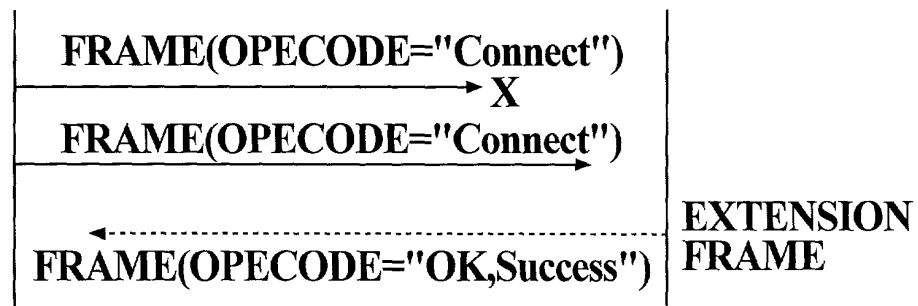 FRAME(OPECODE="Connect")
X
FRAME(OPECODE="Connect")
EXTENSION
FRAME
FRAME(OPECODE="OK,Success")